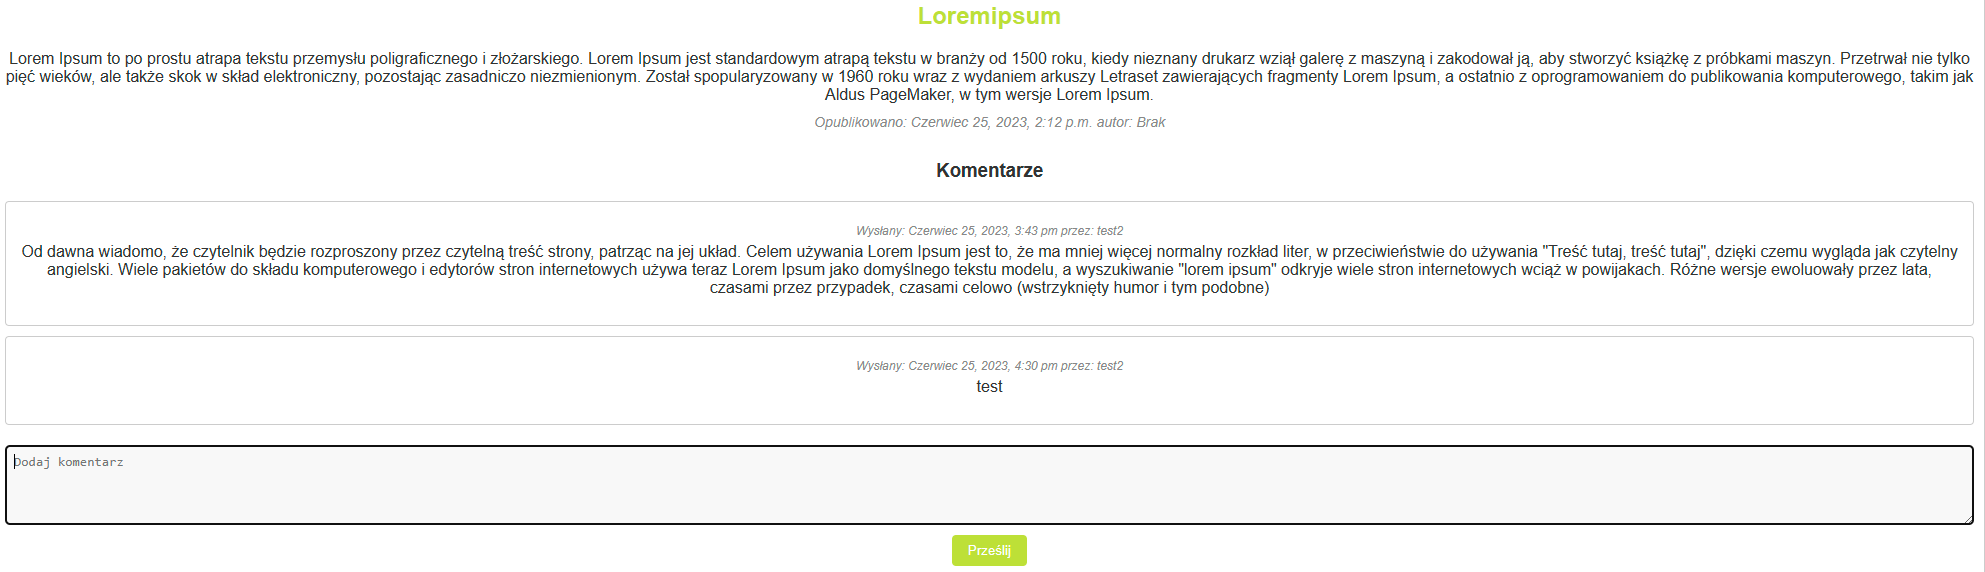 Loremipsum
Lorem Ipsum to po prostu atrapa tekstu przemysłu poligraficznego i złożarskiego. Lorem Ipsum jest standardowym atrapą tekstu w branży od 1500 roku, kiedy nieznany drukarz wziął galerę z maszyną i zakodował ją, aby stworzyć książkę z próbkami maszyn. Przetrwał nie tylko
pięć wieków, ale także skok w skład elektroniczny, pozostając zasadniczo niezmienionym. Został spopularyzowany w 1960 roku wraz z wydaniem arkuszy Letraset zawierających fragmenty Lorem Ipsum, a ostatnio z oprogramowaniem do publikowania komputerowego, takim jak
Aldus PageMaker, w tym wersje Lorem Ipsum.
Opublikowano: Czerwiec 25, 2023, 2:12 p.m. autor: Brak
Komentarze
Wysłany: Czerwiec 25, 2023, 3:43 pm przez: test2
Od dawna wiadomo, że czytelnik będzie rozproszony przez czytelną treść strony, patrząc na jej układ. Celem używania Lorem Ipsum jest to, że ma mniej więcej normalny rozkład liter, w przeciwieństwie do używania "Treść tutaj, treść tutaj", dzięki czemu wygląda jak czytelny
angielski. Wiele pakietów do składu komputerowego i edytorów stron internetowych używa teraz Lorem Ipsum jako domyślnego tekstu modelu, a wyszukiwanie "lorem ipsum" odkryje wiele stron internetowych wciąż w powijakach. Różne wersje ewoluowały przez lata,
czasami przez przypadek, czasami celowo (wstrzyknięty humor i tym podobne)
Wysłany: Czerwiec 25, 2023, 4:30 pm przez: test2
test
Dodaj komentarz
Prześlij